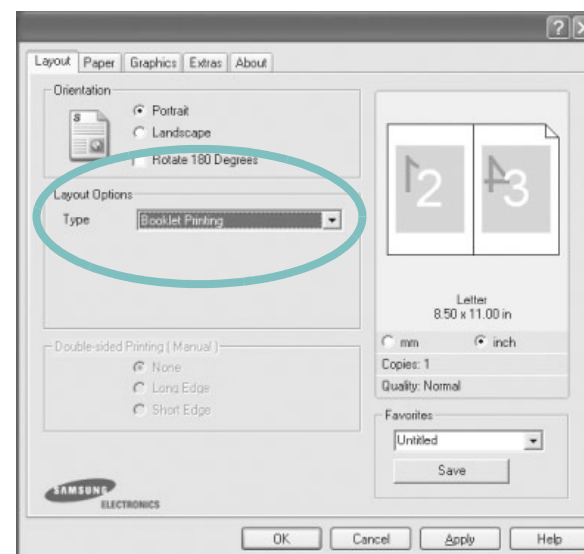 Layout Paper Graphics Extras About
Orientation
Portrait
Landscape
Rotate 180 Degrees
Layout Options
Type Booklet Printing
Double-sided Printing ( Manual )
None
Long Edge
Short Edge
SAMSUNG
ELECTRONICS
S
1 2 4 3
Letter
8.50 x 11.00 in
mm inch
Copies: 1
Quality: Normal
Favorites
Untitled
Save
OK Cancel Apply Help